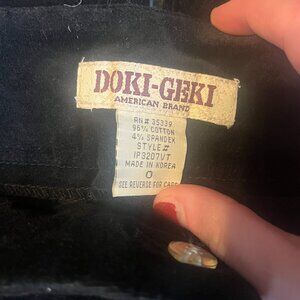 DOKI-GEKI
AMERICAN BRAND
RN# 35339
96% COTTON
4% SPANDEX
STYLE#
IP3207VT
MADE IN KOREA
0
SEE REVERSE FOR CARE